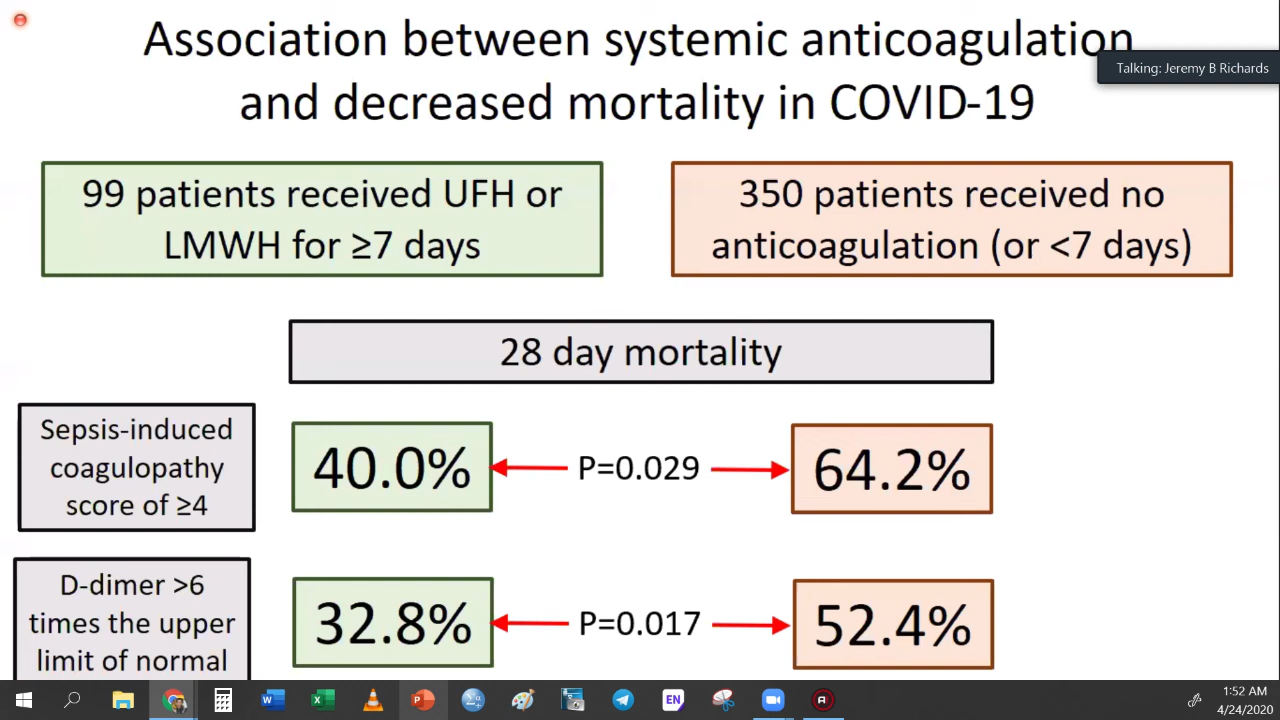 Association between systemic anticoagulation
and decreased mortality in COVID-19
Talking: Jeremy B Richards
99 patients received UFH or
LMWH for ≥7 days
350 patients received no
anticoagulation (or <7 days)
28 day mortality
Sepsis-induced
coagulopathy
score of ≥4
40.0%
P=0.029
64.2%
D-dimer >6
times the upper
limit of normal
32.8%
P=0.017
52.4%
EN
1:52 AM
4/24/2020